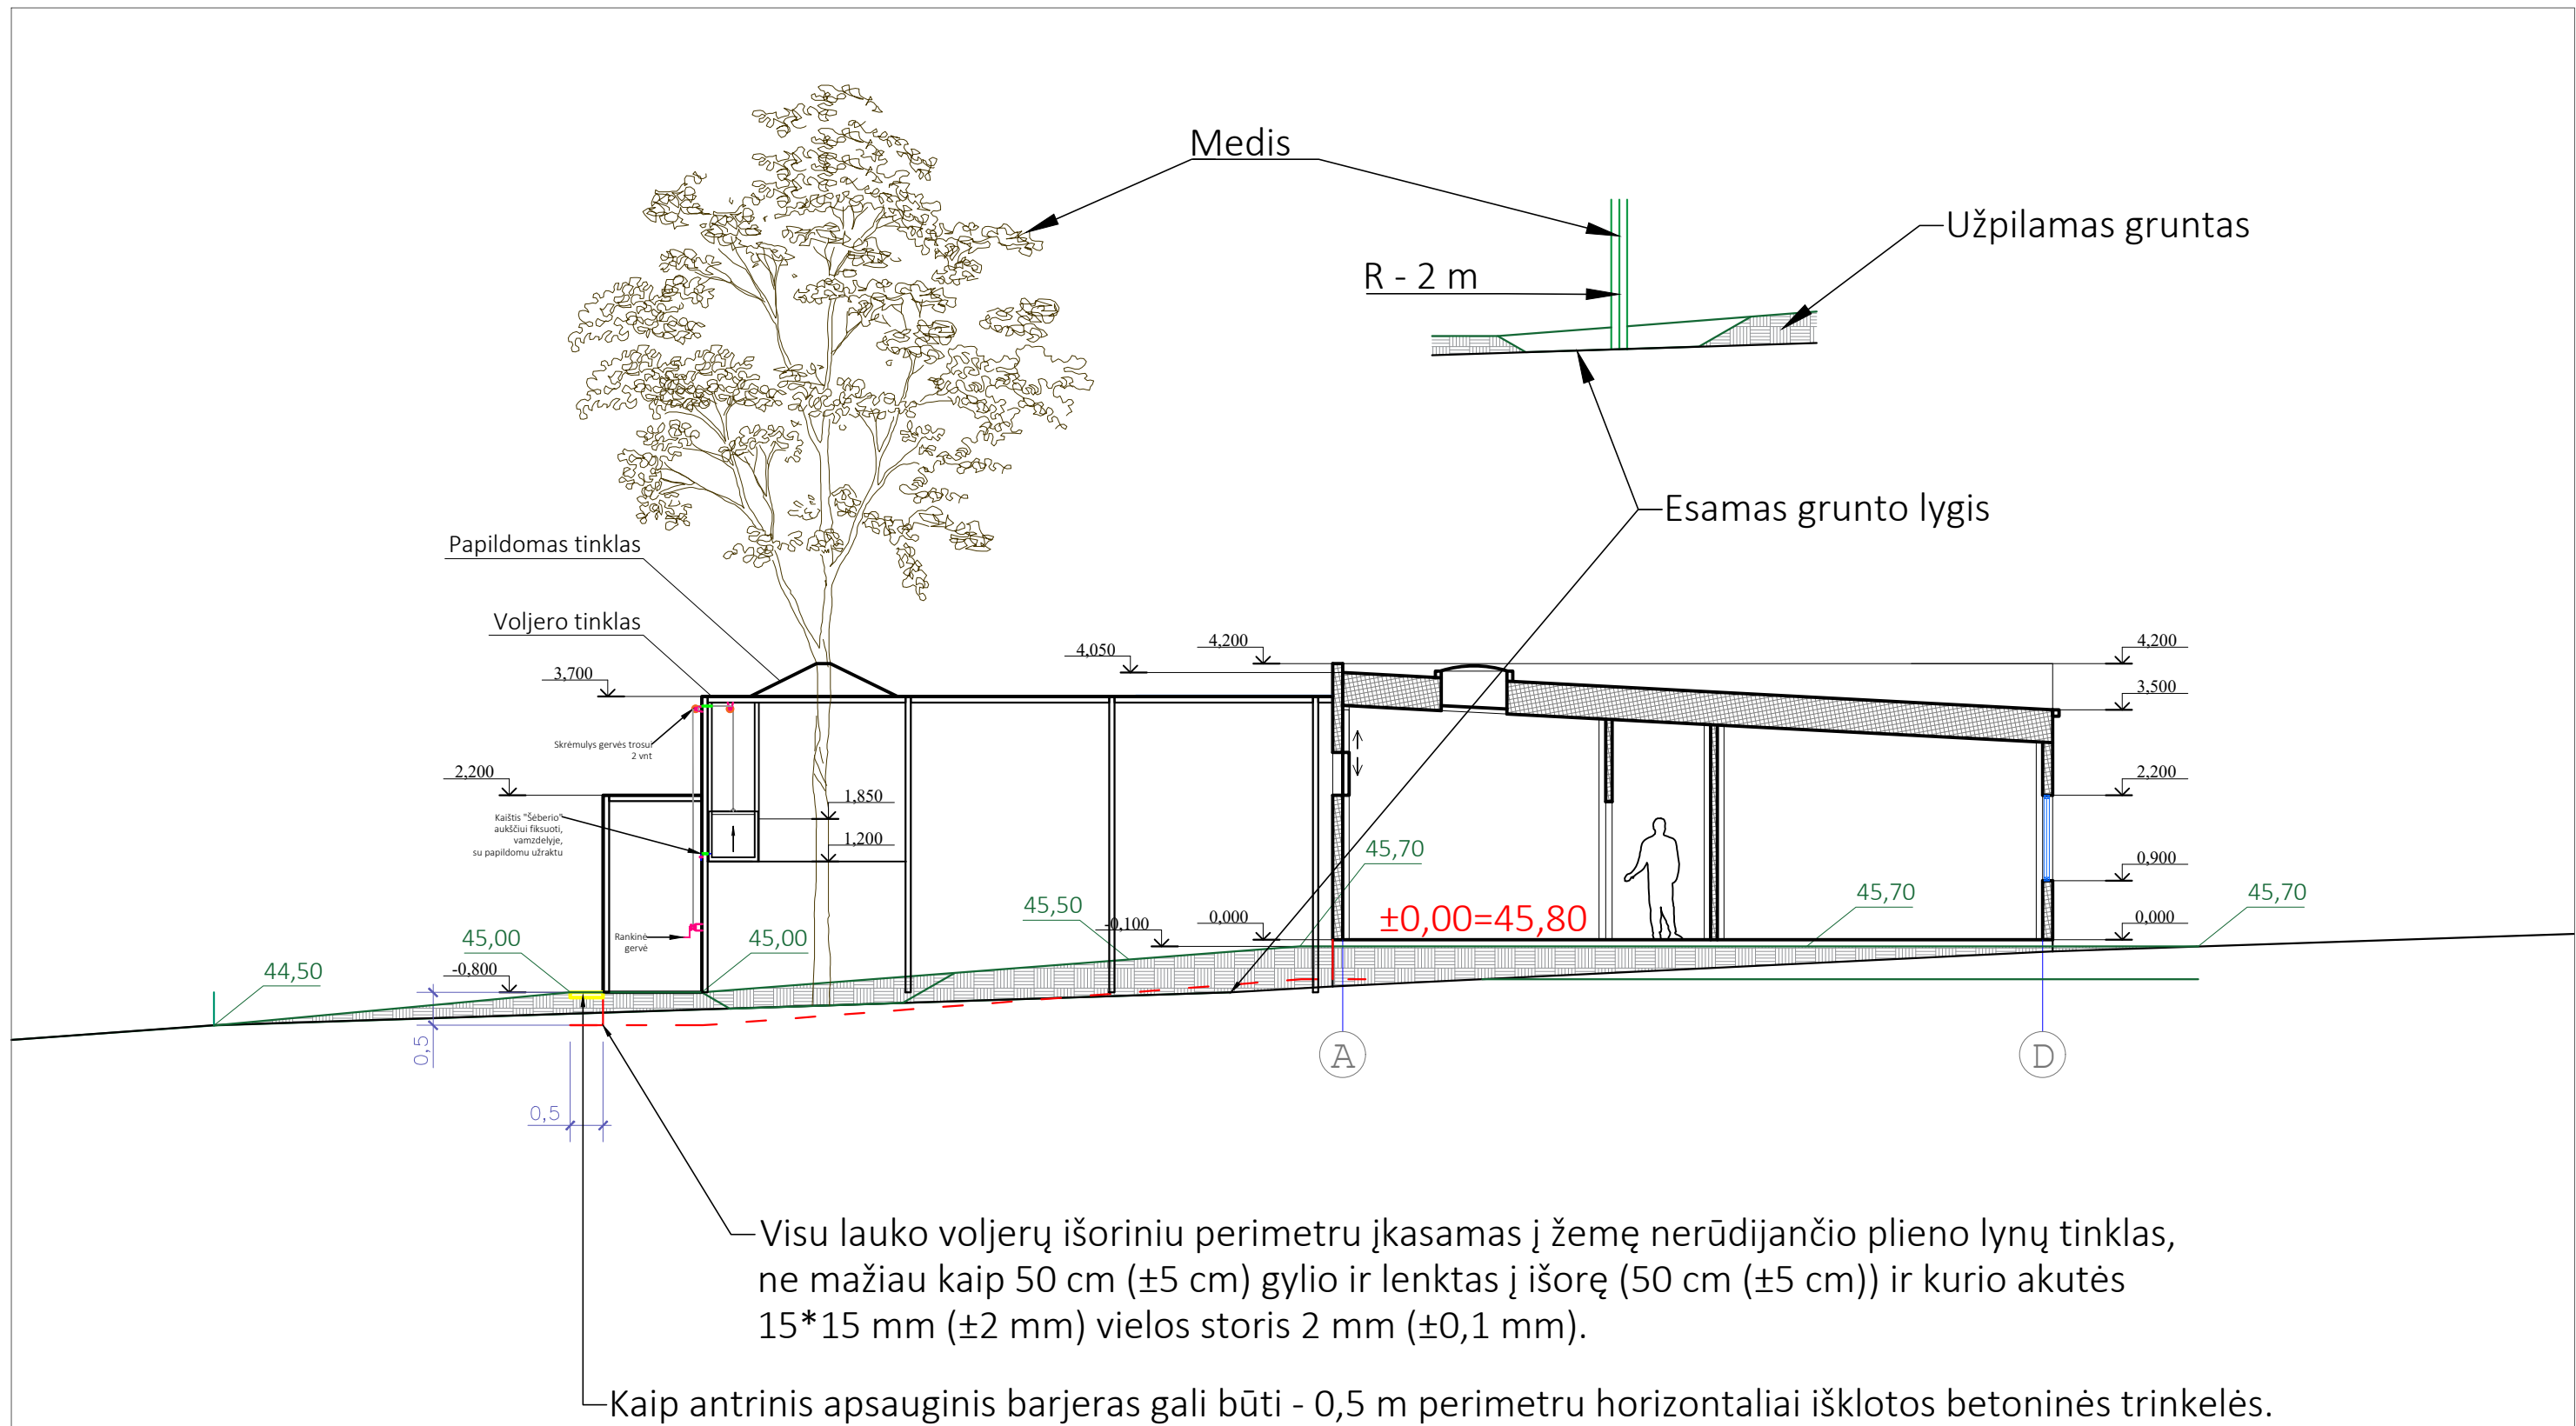 Medis
Užpilamas gruntas
R - 2 m
Esamas grunto lygis
Papildomas tinklas
Voljero tinklas
4,050
4,200
4,200
3,700
3,500
Skrėmulys gervės trosui
2 vnt
2,200
2,200
1,850
Kaištis "Šėberio"
aukščiui fiksuoti,
vamzdelyje,
su papildomu užraktu
1,200
45,70
0,900
45,50
45,70
45,70
-0,100
0,000
±0,00=45,80
0,000
Rankinė
gervė
45,00
45,00
44,50
-0,800
0,5
A
D
0,5
Visu lauko voljerų išoriniu perimetru įkasamas į žemę nerūdijančio plieno lynų tinklas,
ne mažiau kaip 50 cm (±5 cm) gylio ir lenktas į išorę (50 cm (±5 cm)) ir kurio akutės
15*15 mm (±2 mm) vielos storis 2 mm (±0,1 mm).
Kaip antrinis apsauginis barjeras gali būti - 0,5 m perimetru horizontaliai išklotos betoninės trinkelės.